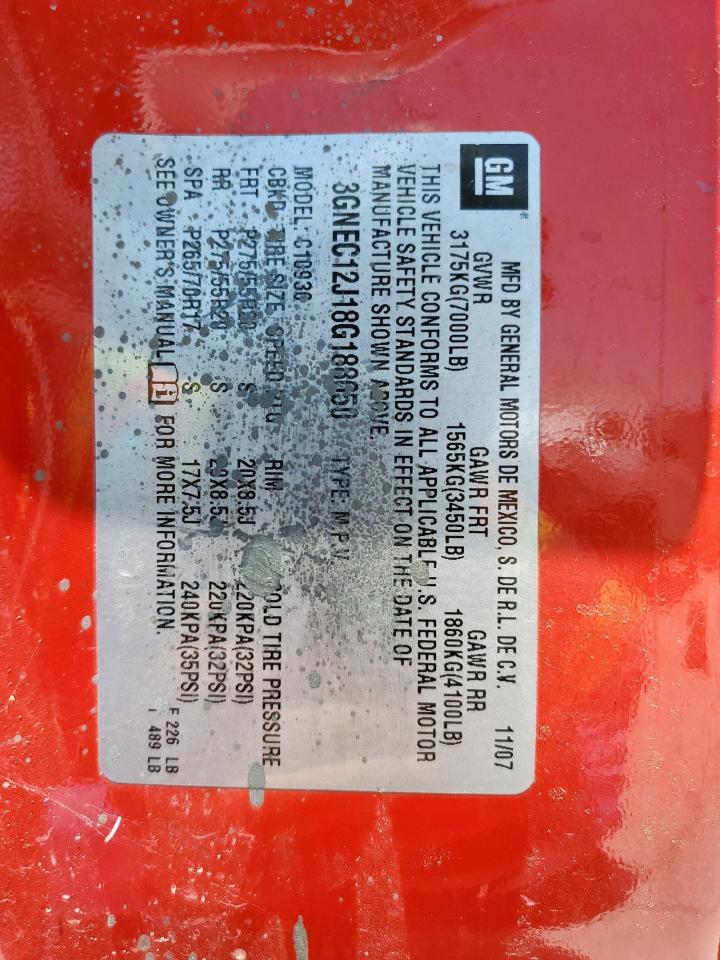 GM ®
MFD BY GENERAL MOTORS DE MEXICO, S. DE R.L. DE C.V. 11/07
GVWR GAWR FRT GAWR RR
3175KG(7000LB) 1565KG(3450LB) 1860KG(4100LB)
THIS VEHICLE CONFORMS TO ALL APPLICABLE U.S. FEDERAL MOTOR
VEHICLE SAFETY STANDARDS IN EFFECT ON THE DATE OF
MANUFACTURE SHOWN ABOVE.
TYPE: M.P.V.
MODEL: C10936
TIRE SIZE SPEED RTG RIM COLD TIRE PRESSURE
FRT P275/55R20 S 20X8.5J 220KPA(32PSI)
RR P275/55R20 S 20X8.5J 220KPA(32PSI)
SPA P265/70R17 S 17X7.5J 240KPA(35PSI)
SEE OWNER'S MANUAL i FOR MORE INFORMATION.
F 226 LB
489 LB